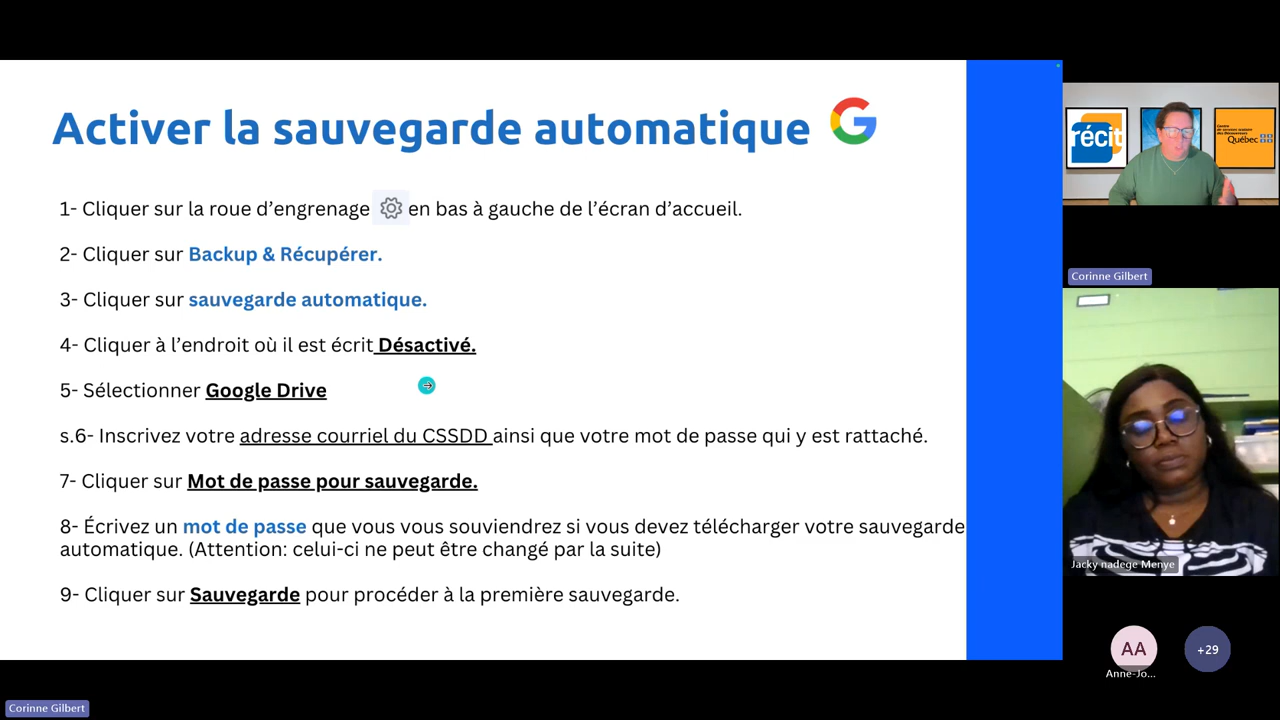 Activer la sauvegarde automatique
1- Cliquer sur la roue d’engrenage en bas à gauche de l’écran d’accueil.
2- Cliquer sur Backup & Récupérer.
3- Cliquer sur sauvegarde automatique.
4- Cliquer à l’endroit où il est écrit Désactivé.
5- Sélectionner Google Drive
s.6- Inscrivez votre adresse courriel du CSSDD ainsi que votre mot de passe qui y est rattaché.
7- Cliquer sur Mot de passe pour sauvegarde.
8- Écrivez un mot de passe que vous vous souviendrez si vous devez télécharger votre sauvegarde
automatique. (Attention: celui-ci ne peut être changé par la suite)
9- Cliquer sur Sauvegarde pour procéder à la première sauvegarde.
récit
Québec
Corinne Gilbert
Jacky nadege Menye
AA
+29
Anne-Jo...
Corinne Gilbert